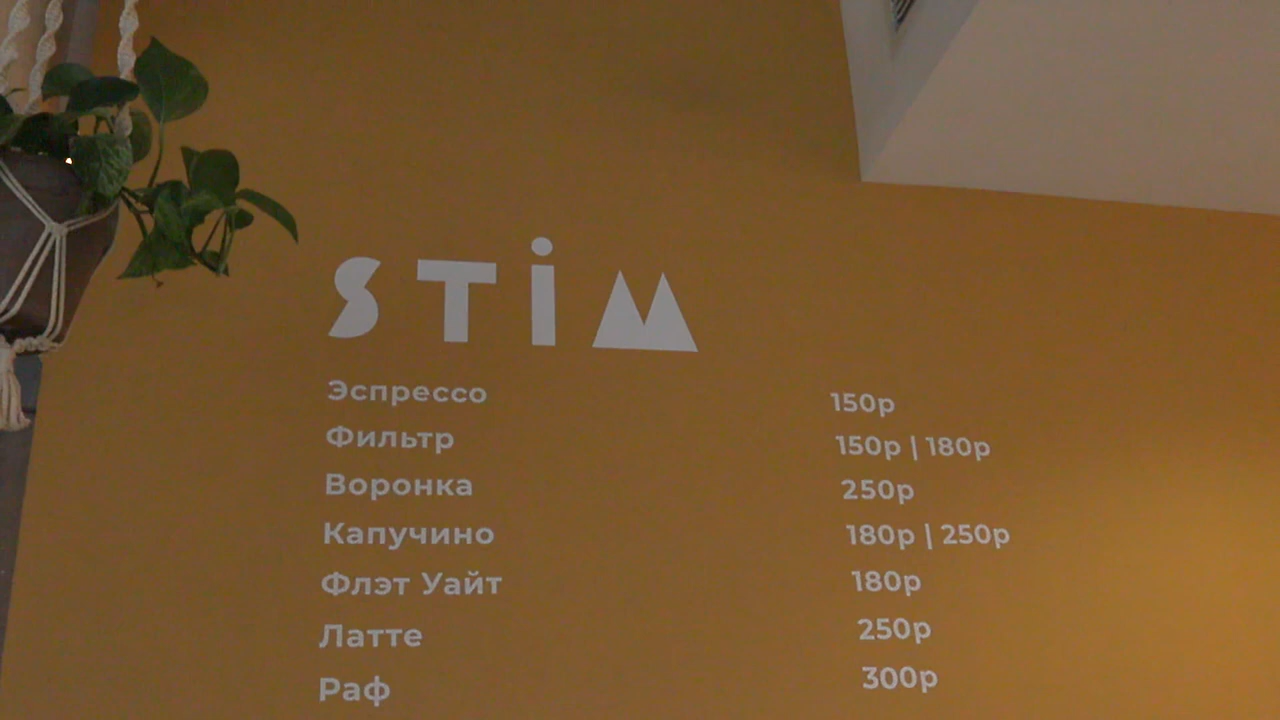 STiM
Эспрессо 150р
Фильтр 150р | 180р
Воронка 250р
Капучино 180р | 250р
Флэт Уайт 180р
Латте 250р
Раф 300р